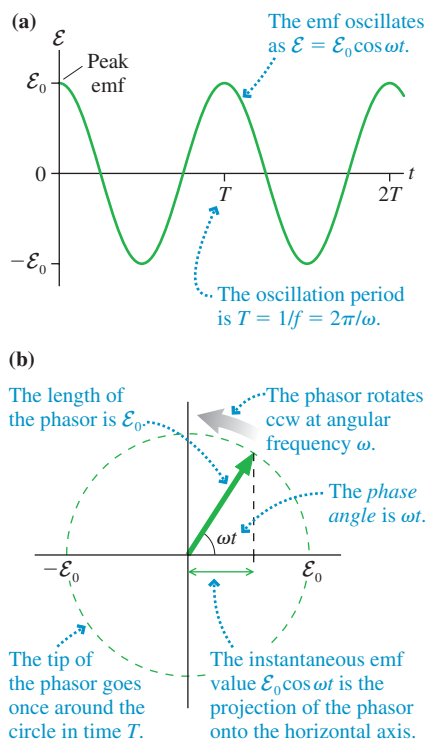 (a)
ℰ
Peak
emf
The emf oscillates
as ℰ = ℰ₀ cos ωt.
ℰ₀
0
t
T
2T
−ℰ₀
The oscillation period
is T = 1/f = 2π/ω.
(b)
The length of
the phasor is ℰ₀.
The phasor rotates
ccw at angular
frequency ω.
The phase
angle is ωt.
ωt
−ℰ₀
ℰ₀
The tip of
the phasor goes
once around the
circle in time T.
The instantaneous emf
value ℰ₀ cos ωt is the
projection of the phasor
onto the horizontal axis.